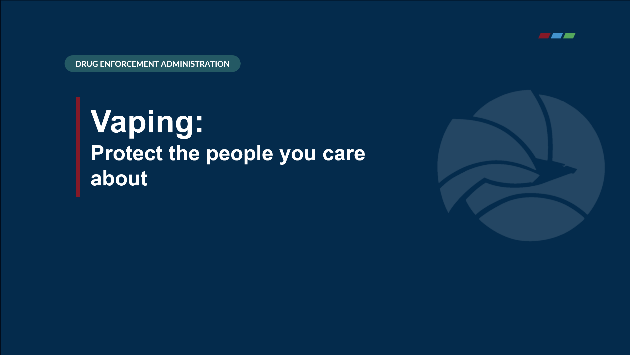 DRUG ENFORCEMENT ADMINISTRATION
Vaping:
Protect the people you care
about